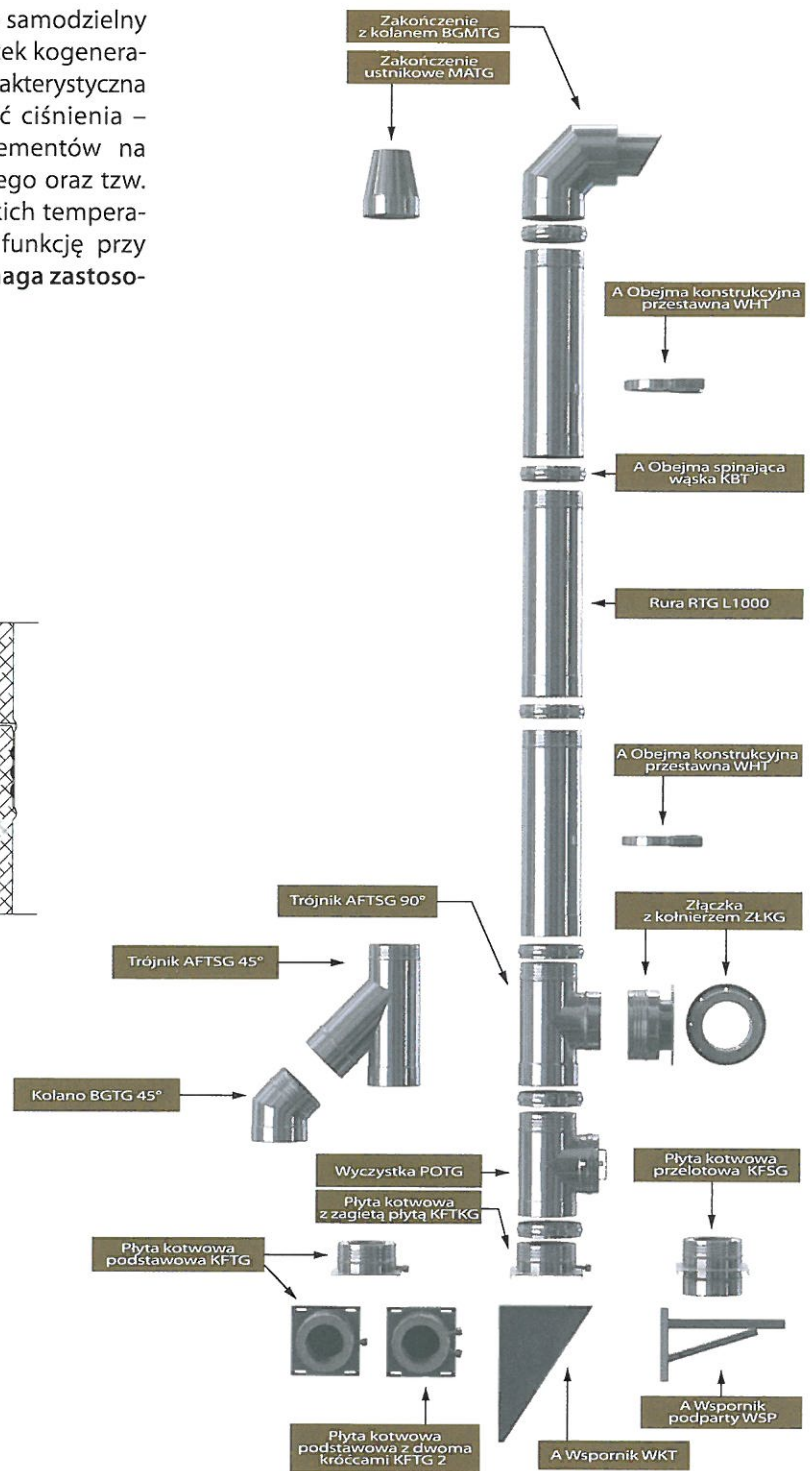 samodzielny
ek kogenera-
akterystyczna
ć ciśnienia –
ementów na
ego oraz tzw.
kich tempera-
funkcję przy
naga zastoso-
Zakończenie
z kolanem BGMTG
Zakończenie
ustnikowe MATG
A Obejma konstrukcyjna
przestawna WHT
A Obejma spinająca
wąska KBT
Rura RTG L1000
A Obejma konstrukcyjna
przestawna WHT
Trójnik AFTSG 90°
Złączka
z kołnierzem ZŁKG
Trójnik AFTSG 45°
Kolano BGTG 45°
Wyczystka POTG
Płyta kotwowa
przelotowa KFSG
Płyta kotwowa
z zagiętą płytą KFTKG
Płyta kotwowa
podstawowa KFTG
Płyta kotwowa
podstawowa z dwoma
króćcami KFTG 2
A Wspornik WKT
A Wspornik
podparty WSP